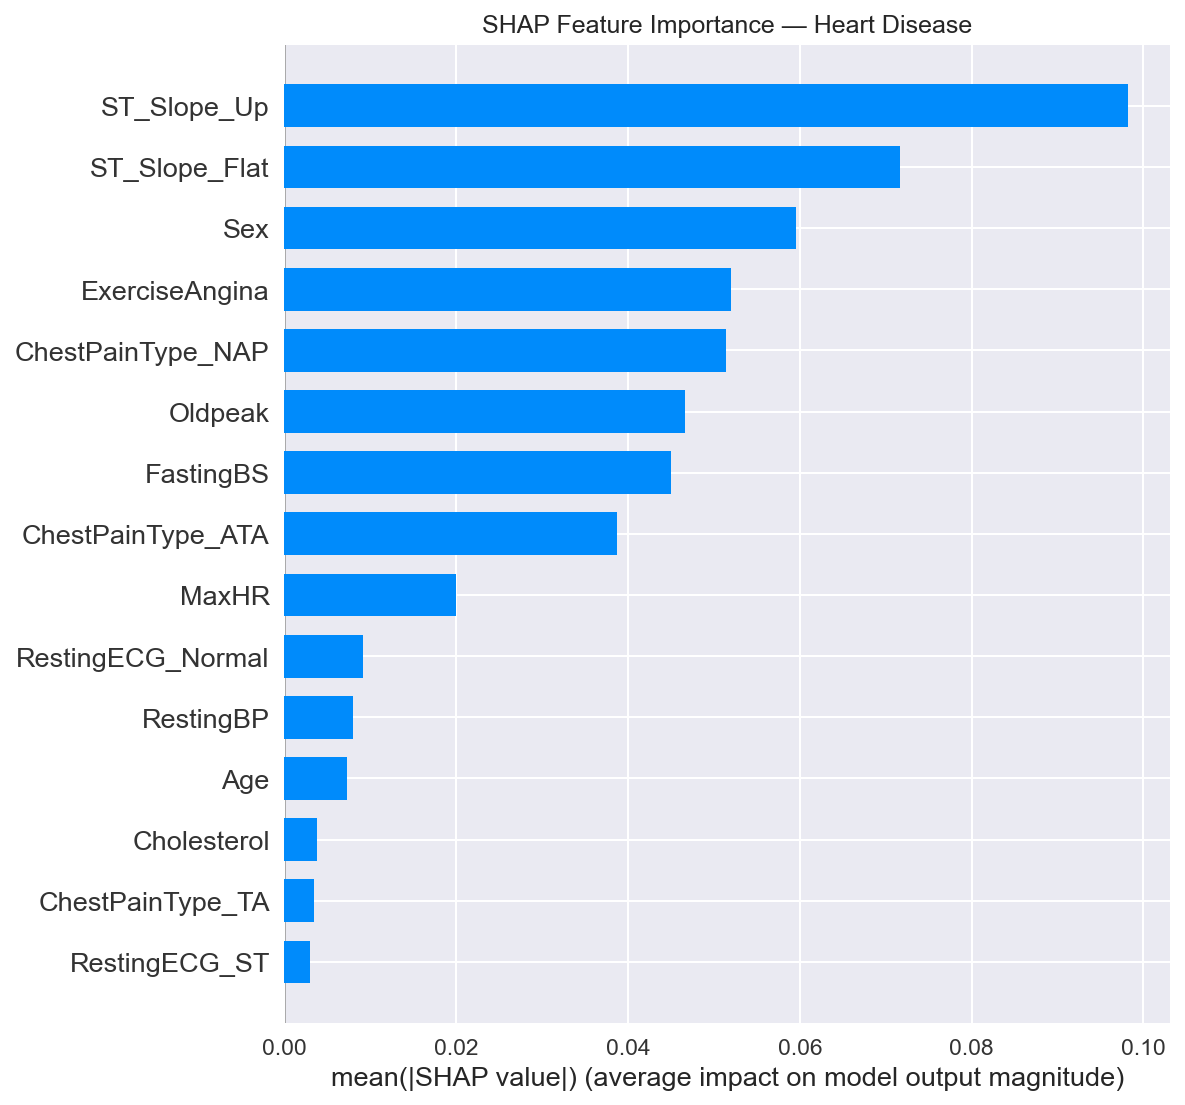 SHAP Feature Importance — Heart Disease
ST_Slope_Up
ST_Slope_Flat
Sex
ExerciseAngina
ChestPainType_NAP
Oldpeak
FastingBS
ChestPainType_ATA
MaxHR
RestingECG_Normal
RestingBP
Age
Cholesterol
ChestPainType_TA
RestingECG_ST
0.00 0.02 0.04 0.06 0.08 0.10
mean(|SHAP value|) (average impact on model output magnitude)